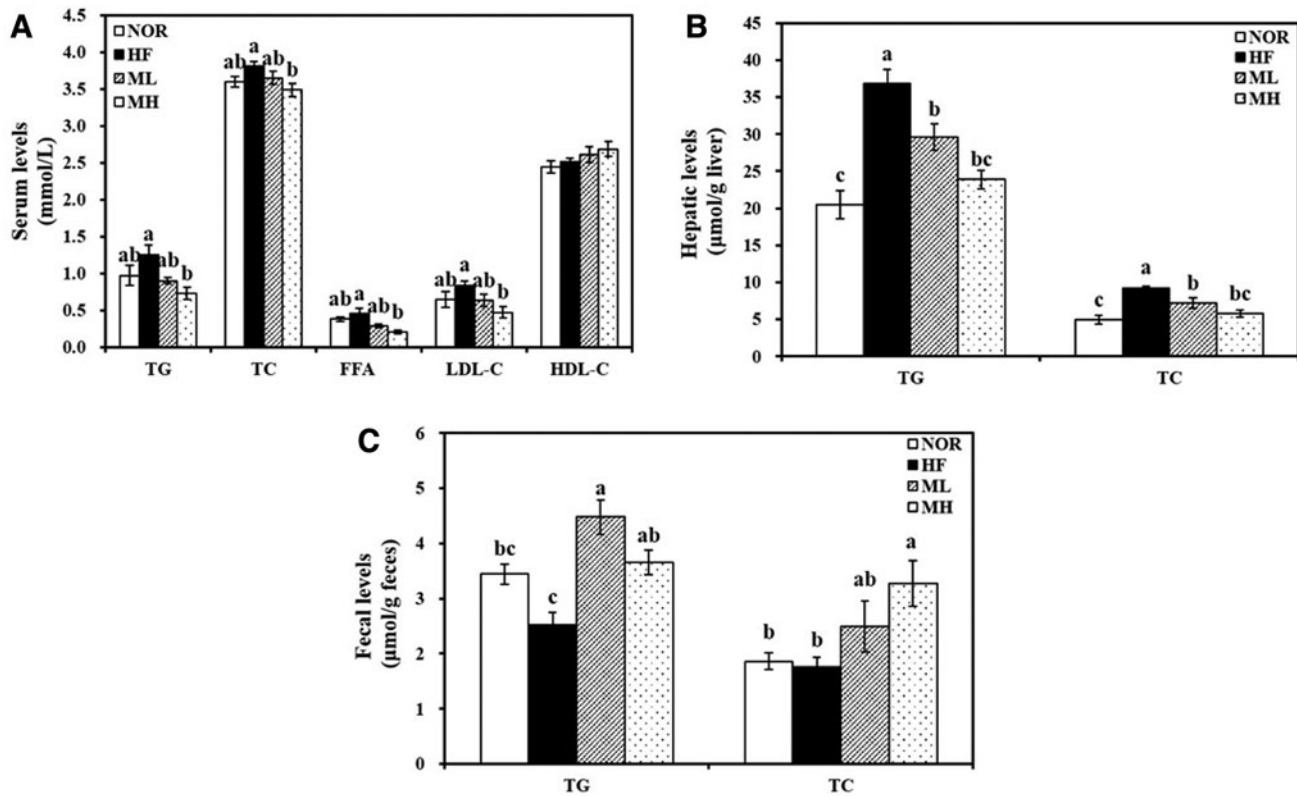 A
Serum levels
(mmol/L)
4.5
4.0
3.5
3.0
2.5
2.0
1.5
1.0
0.5
0.0
NOR
HF
ML
MH
ab a ab b
ab a ab b
ab a ab b
ab a ab b
TG TC FFA LDL-C HDL-C
B
Hepatic levels
(μmol/g liver)
45
40
35
30
25
20
15
10
5
0
NOR
HF
ML
MH
c a b bc
c a b bc
TG TC
C
Fecal levels
(μmol/g feces)
6
5
4
3
2
1
0
NOR
HF
ML
MH
bc c a ab
b b ab a
TG TC